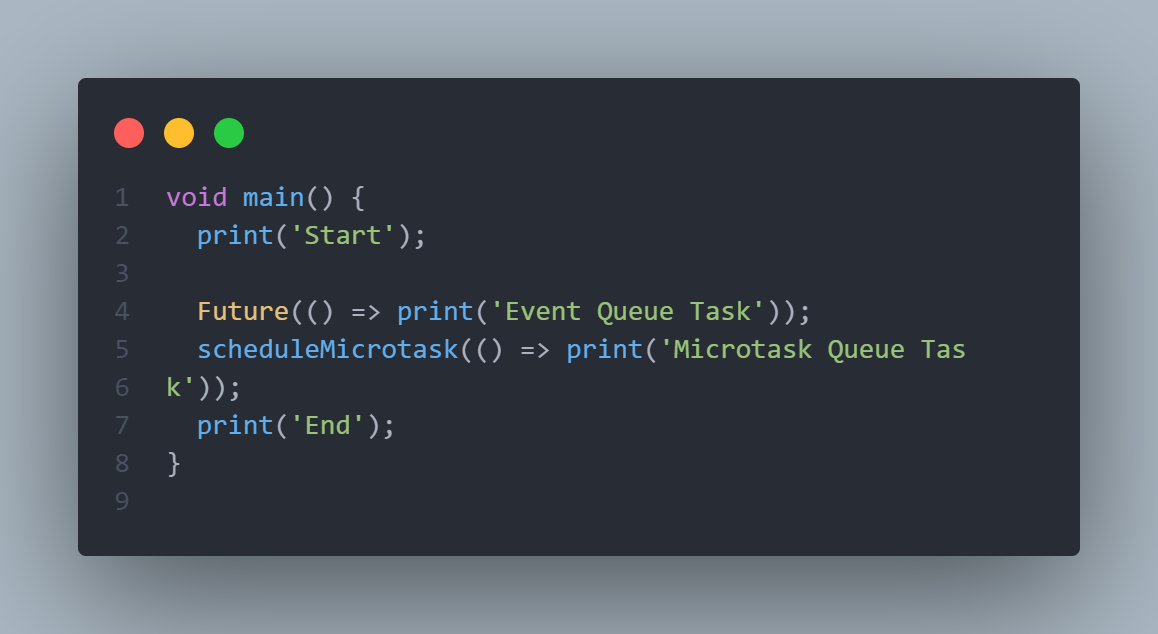 1 void main() {
2   print('Start');
3
4   Future(() => print('Event Queue Task'));
5   scheduleMicrotask(() => print('Microtask Queue Tas
6 k'));
7   print('End');
8 }
9